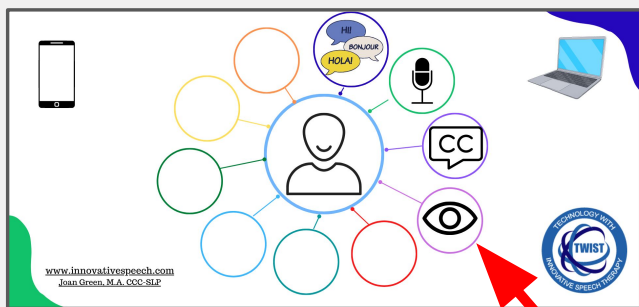 HI!
BONJOUR
HOLA!
CC
www.innovativespeech.com
Joan Green, M.A. CCC-SLP
TECHNOLOGY WITH
TWIST
INNOVATIVE SPEECH THERAPY